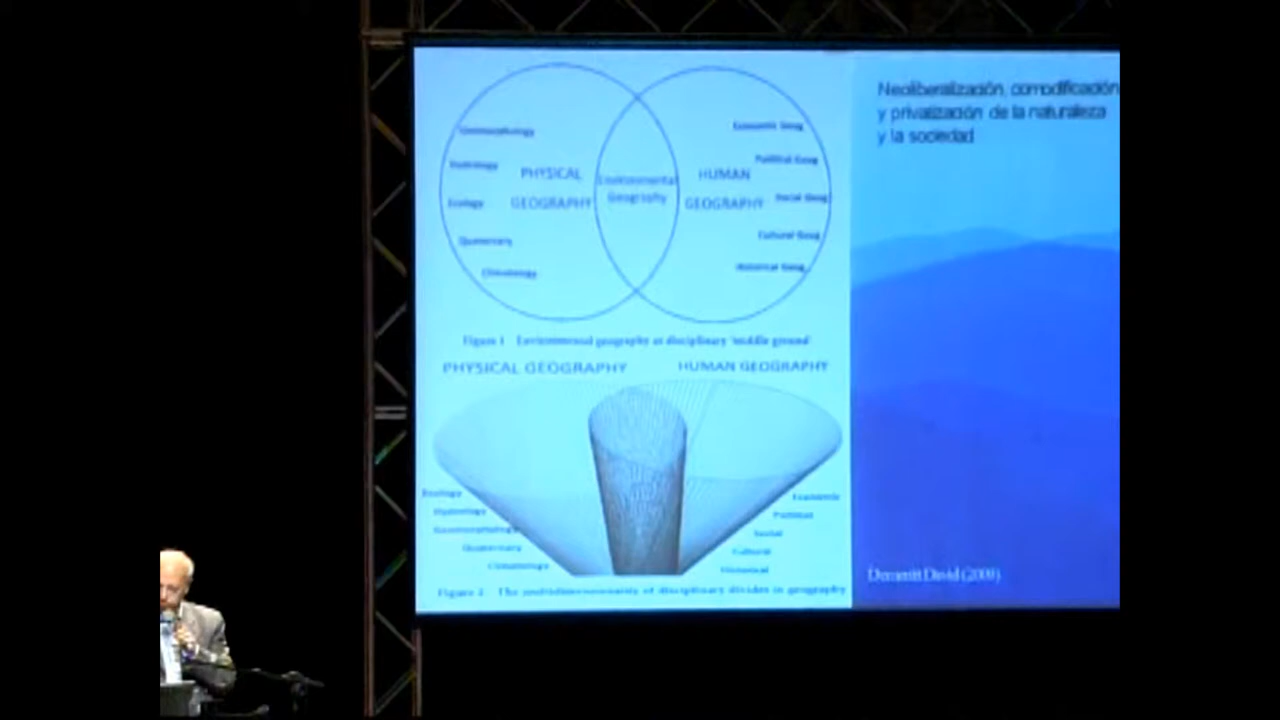 Geomorphology
Hydrology
Ecology
Quaternary
Climatology
PHYSICAL
GEOGRAPHY
Environmental
Geography
HUMAN
GEOGRAPHY
Economic Geog
Political Geog
Social Geog
Cultural Geog
Historical Geog
Figure 1 Environmental geography as disciplinary 'middle ground'
PHYSICAL GEOGRAPHY HUMAN GEOGRAPHY
Ecology
Hydrology
Geomorphology
Quaternary
Climatology
Economic
Political
Social
Cultural
Historical
Figure 2 The multidimensionality of disciplinary divides in geography
Neoliberalización, comodificación
y privatización de la naturaleza
y la sociedad
Demeritt David (2009)